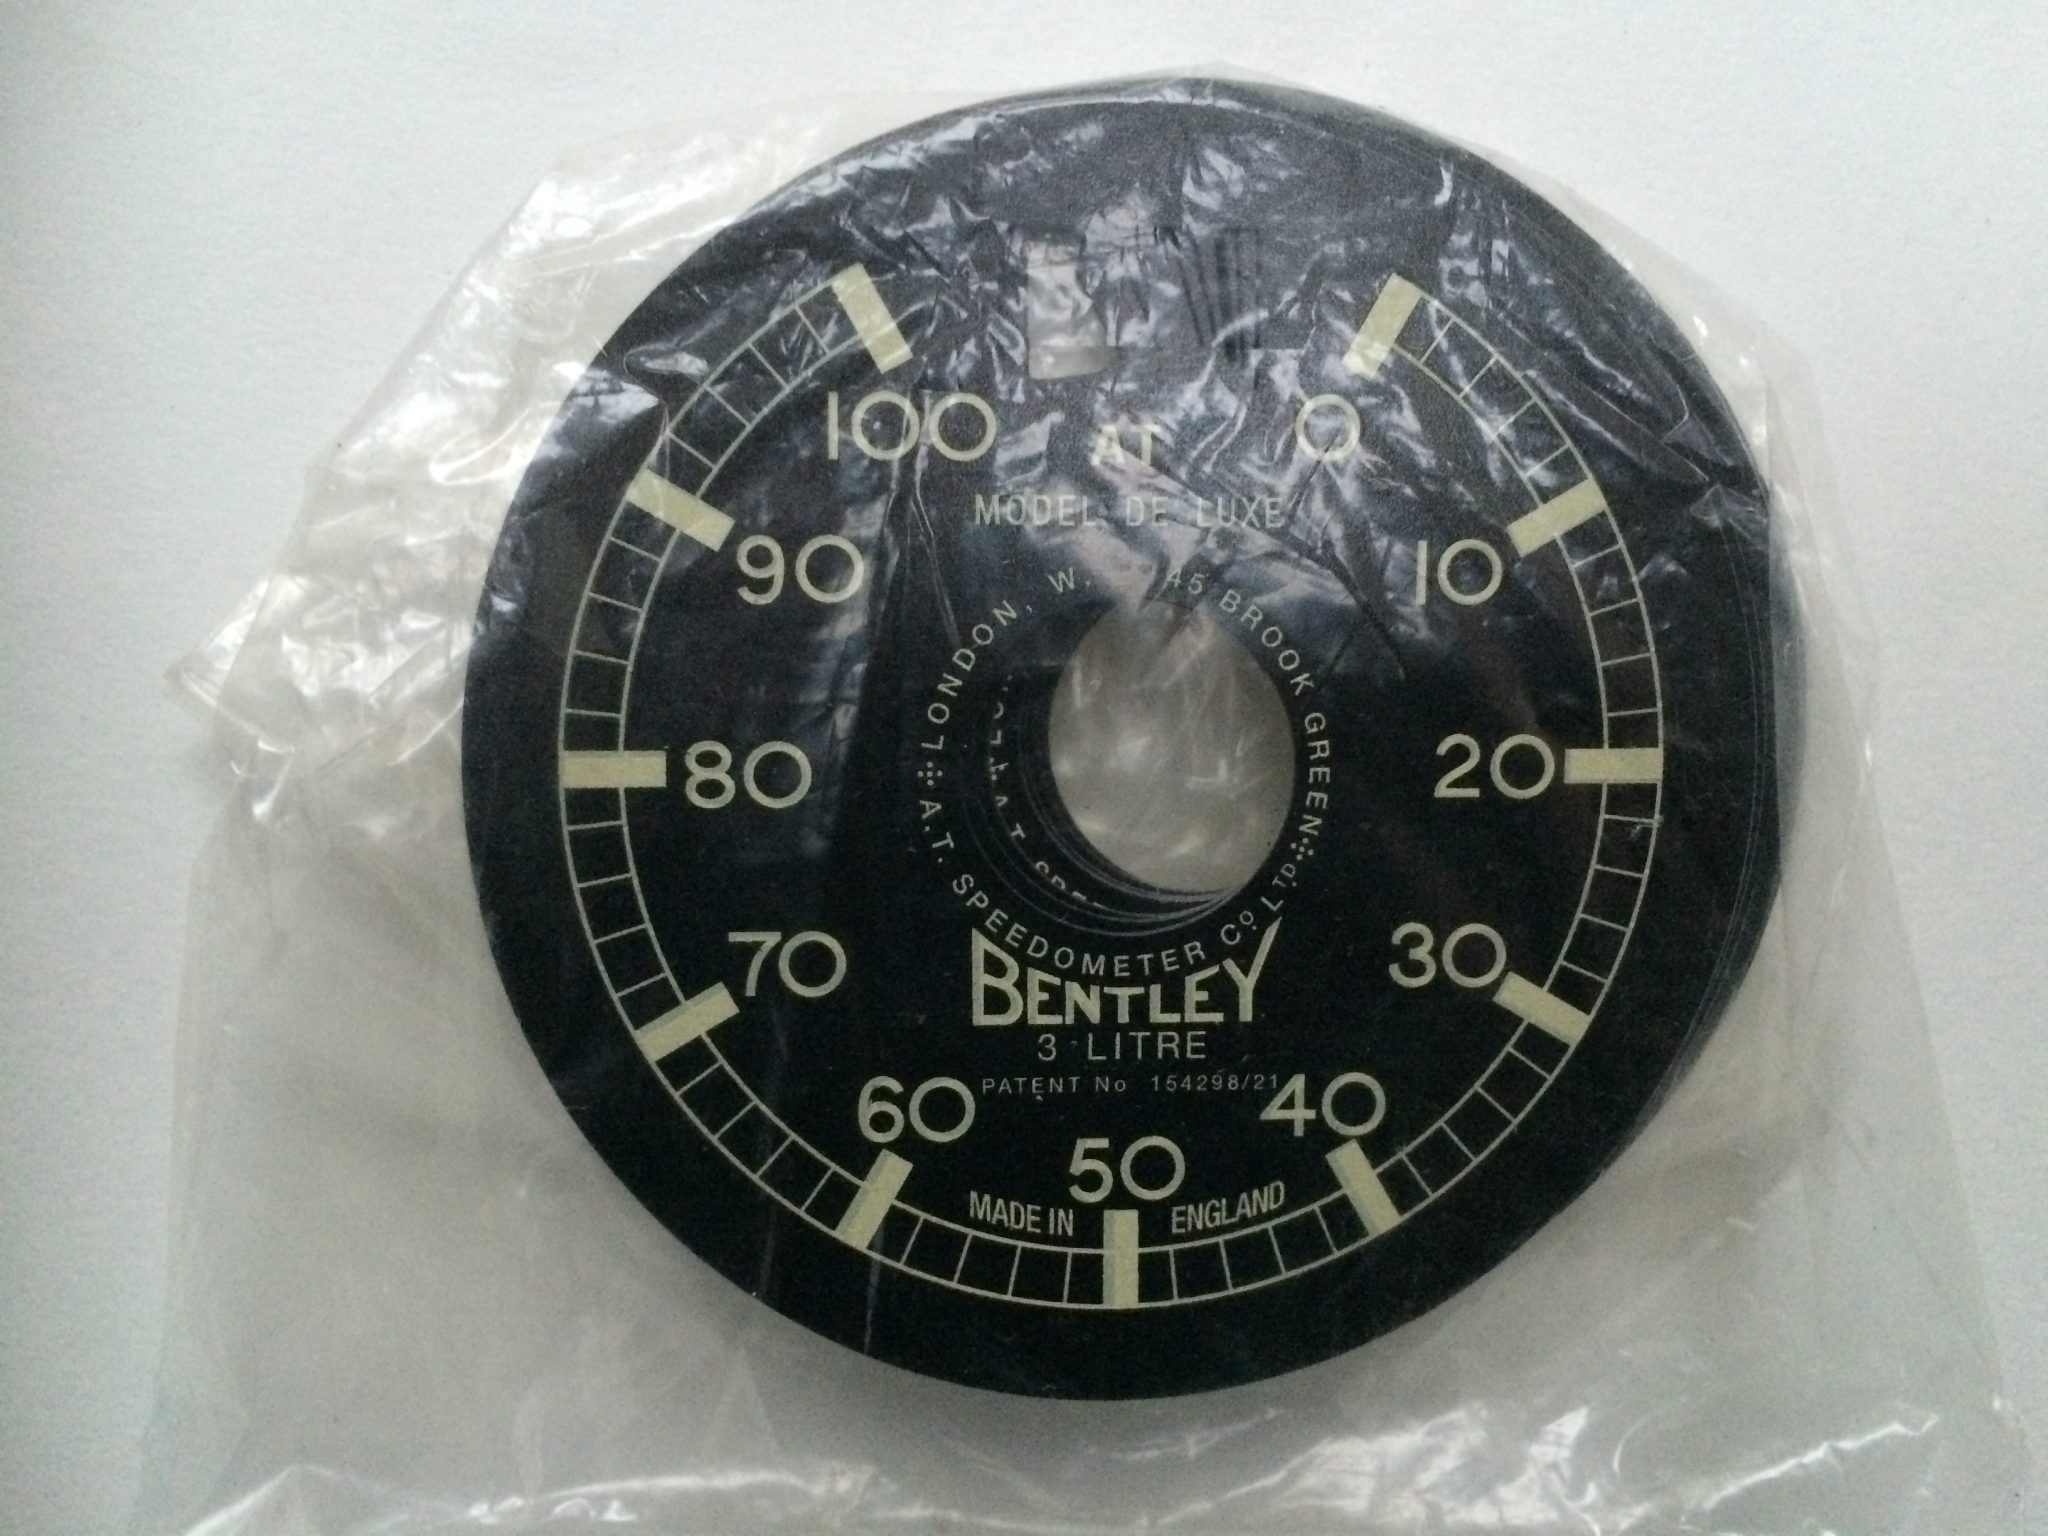 100
AT
0
MODEL DE LUXE
90
10
LONDON, W. 45 BROOK GREEN
80
20
A.T. SPEEDOMETER Co. LTD
70
30
BENTLEY
3 LITRE
PATENT No 154298/21
60
40
50
MADE IN ENGLAND